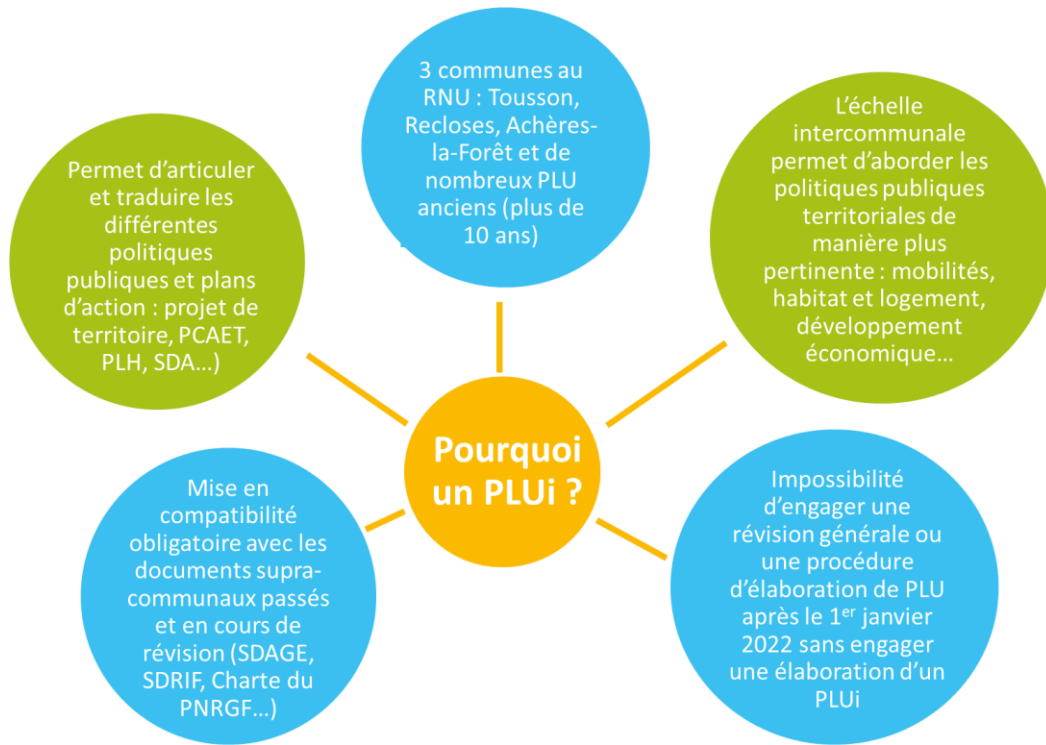 3 communes au
RNU : Tousson,
Recloses, Achères-
la-Forêt et de
nombreux PLU
anciens (plus de
10 ans)
Permet d’articuler
et traduire les
différentes
politiques
publiques et plans
d’action : projet de
territoire, PCAET,
PLH, SDA…)
L’échelle
intercommunale
permet d’aborder les
politiques publiques
territoriales de
manière plus
pertinente : mobilités,
habitat et logement,
développement
économique…
Pourquoi
un PLUi ?
Mise en
compatibilité
obligatoire avec les
documents supra-
communaux passés
et en cours de
révision (SDAGE,
SDRIF, Charte du
PNRGF…)
Impossibilité
d’engager une
révision générale ou
une procédure
d’élaboration de PLU
après le 1er janvier
2022 sans engager
une élaboration d’un
PLUi